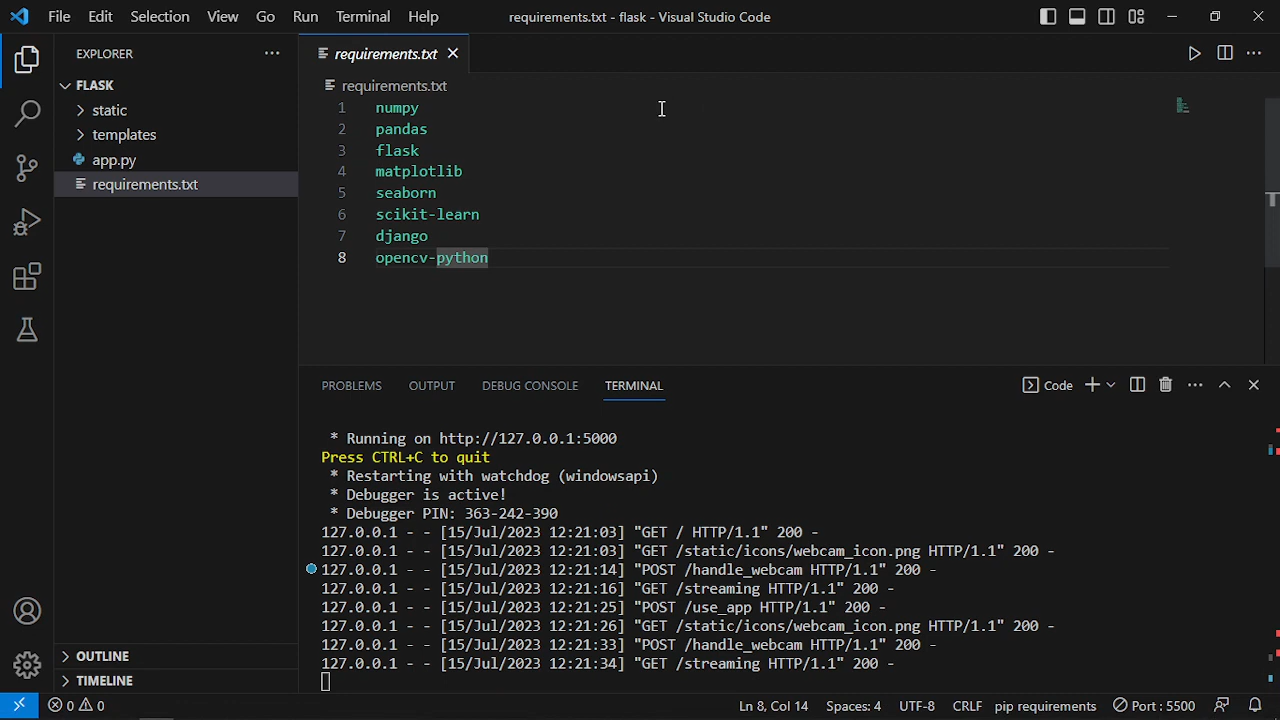 File Edit Selection View Go Run Terminal Help
requirements.txt - flask - Visual Studio Code
EXPLORER
FLASK
static
templates
app.py
requirements.txt
OUTLINE
TIMELINE
requirements.txt
requirements.txt
1 numpy
2 pandas
3 flask
4 matplotlib
5 seaborn
6 scikit-learn
7 django
8 opencv-python
PROBLEMS OUTPUT DEBUG CONSOLE TERMINAL
Code
* Running on http://127.0.0.1:5000
Press CTRL+C to quit
* Restarting with watchdog (windowsapi)
* Debugger is active!
* Debugger PIN: 363-242-390
127.0.0.1 - - [15/Jul/2023 12:21:03] "GET / HTTP/1.1" 200 -
127.0.0.1 - - [15/Jul/2023 12:21:03] "GET /static/icons/webcam_icon.png HTTP/1.1" 200 -
127.0.0.1 - - [15/Jul/2023 12:21:14] "POST /handle_webcam HTTP/1.1" 200 -
127.0.0.1 - - [15/Jul/2023 12:21:16] "GET /streaming HTTP/1.1" 200 -
127.0.0.1 - - [15/Jul/2023 12:21:25] "POST /use_app HTTP/1.1" 200 -
127.0.0.1 - - [15/Jul/2023 12:21:26] "GET /static/icons/webcam_icon.png HTTP/1.1" 200 -
127.0.0.1 - - [15/Jul/2023 12:21:33] "POST /handle_webcam HTTP/1.1" 200 -
127.0.0.1 - - [15/Jul/2023 12:21:34] "GET /streaming HTTP/1.1" 200 -
0 0 Ln 8, Col 14 Spaces: 4 UTF-8 CRLF pip requirements Port : 5500